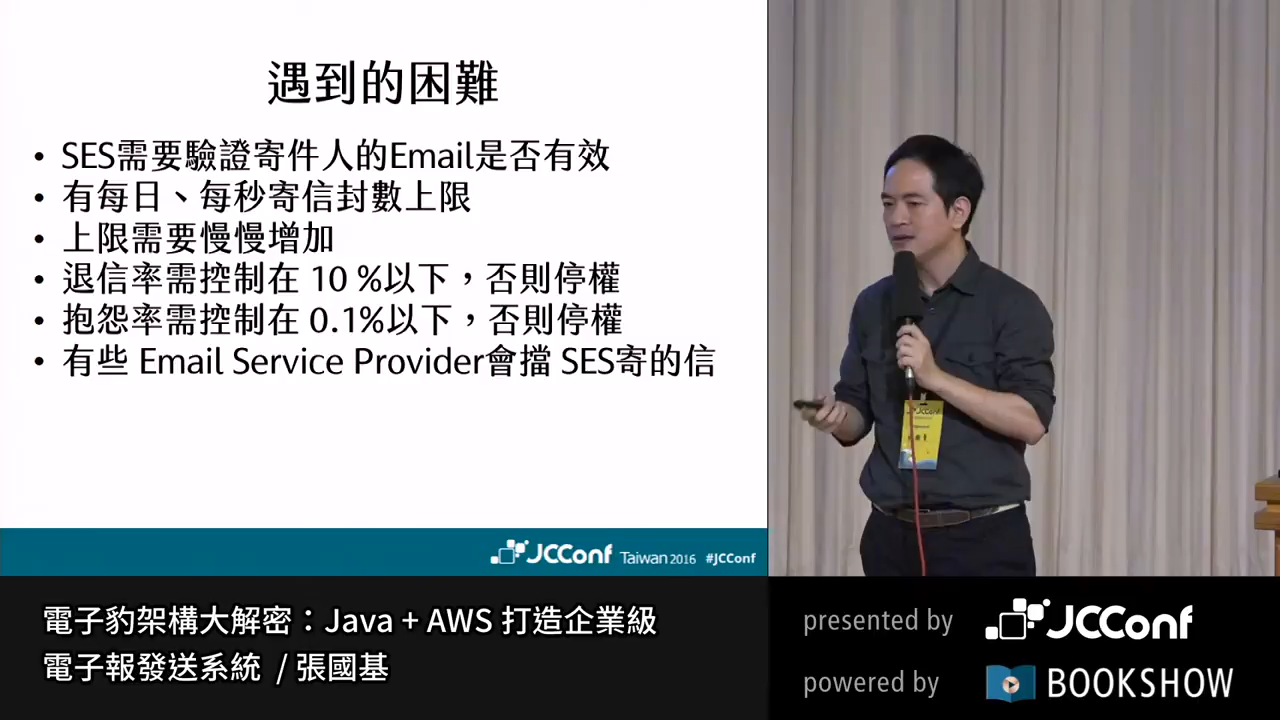 遇到的困難
• SES需要驗證寄件人的Email是否有效
• 有每日、每秒寄信封數上限
• 上限需要慢慢增加
• 退信率需控制在 10 %以下，否則停權
• 抱怨率需控制在 0.1%以下，否則停權
• 有些 Email Service Provider會擋 SES寄的信
JCConf Taiwan 2016 #JCConf
JCConf
電子豹架構大解密：Java + AWS 打造企業級
電子報發送系統 / 張國基
presented by JCConf
powered by BOOKSHOW